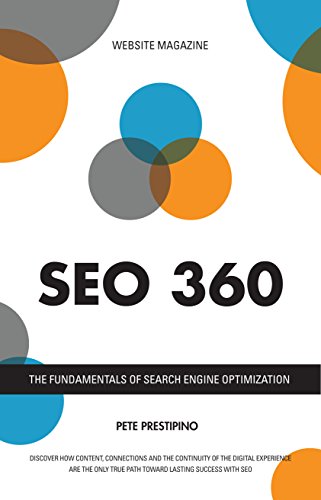 WEBSITE MAGAZINE
SEO 360
THE FUNDAMENTALS OF SEARCH ENGINE OPTIMIZATION
PETE PRESTIPINO
DISCOVER HOW CONTENT, CONNECTIONS AND THE CONTINUITY OF THE DIGITAL EXPERIENCE
ARE THE ONLY TRUE PATH TOWARD LASTING SUCCESS WITH SEO